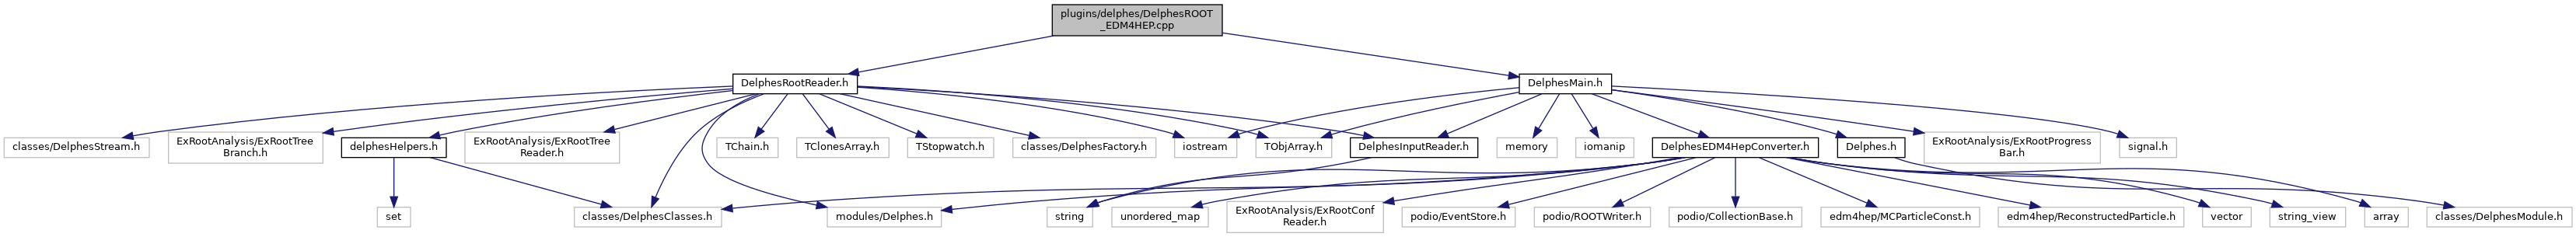 plugins/delphes/DelphesROOT
_EDM4HEP.cpp
DelphesRootReader.h
DelphesMain.h
classes/DelphesStream.h
ExRootAnalysis/ExRootTree
Branch.h
delphesHelpers.h
ExRootAnalysis/ExRootTree
Reader.h
TChain.h
TClonesArray.h
TStopwatch.h
classes/DelphesFactory.h
iostream
TObjArray.h
DelphesInputReader.h
memory
iomanip
DelphesEDM4HepConverter.h
Delphes.h
ExRootAnalysis/ExRootProgress
Bar.h
signal.h
set
classes/DelphesClasses.h
modules/Delphes.h
string
unordered_map
ExRootAnalysis/ExRootConf
Reader.h
podio/EventStore.h
podio/ROOTWriter.h
podio/CollectionBase.h
edm4hep/MCParticleConst.h
edm4hep/ReconstructedParticle.h
vector
string_view
array
classes/DelphesModule.h